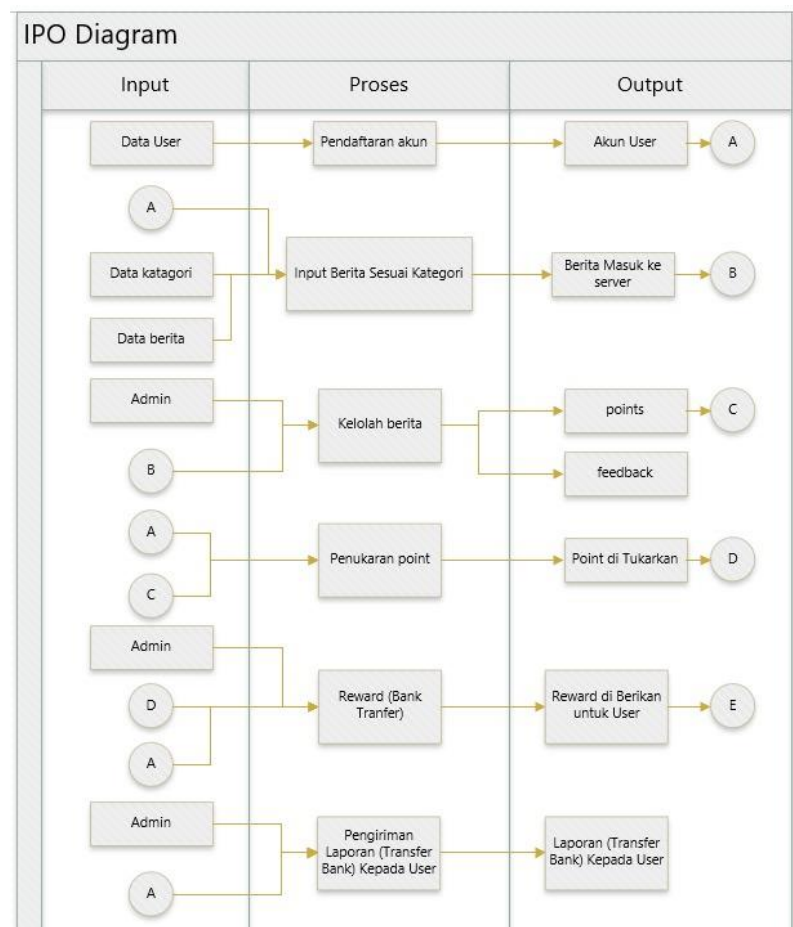 IPO Diagram
Input
Proses
Output
Data User
Pendaftaran akun
Akun User
A
A
Data katagori
Input Berita Sesuai Kategori
Berita Masuk ke
server
B
Data berita
Admin
Kelolah berita
points
C
B
feedback
A
Penukaran point
Point di Tukarkan
D
C
Admin
D
Reward (Bank
Tranfer)
Reward di Berikan
untuk User
E
A
Admin
Pengiriman
Laporan (Transfer
Bank) Kepada User
Laporan (Transfer
Bank) Kepada User
A